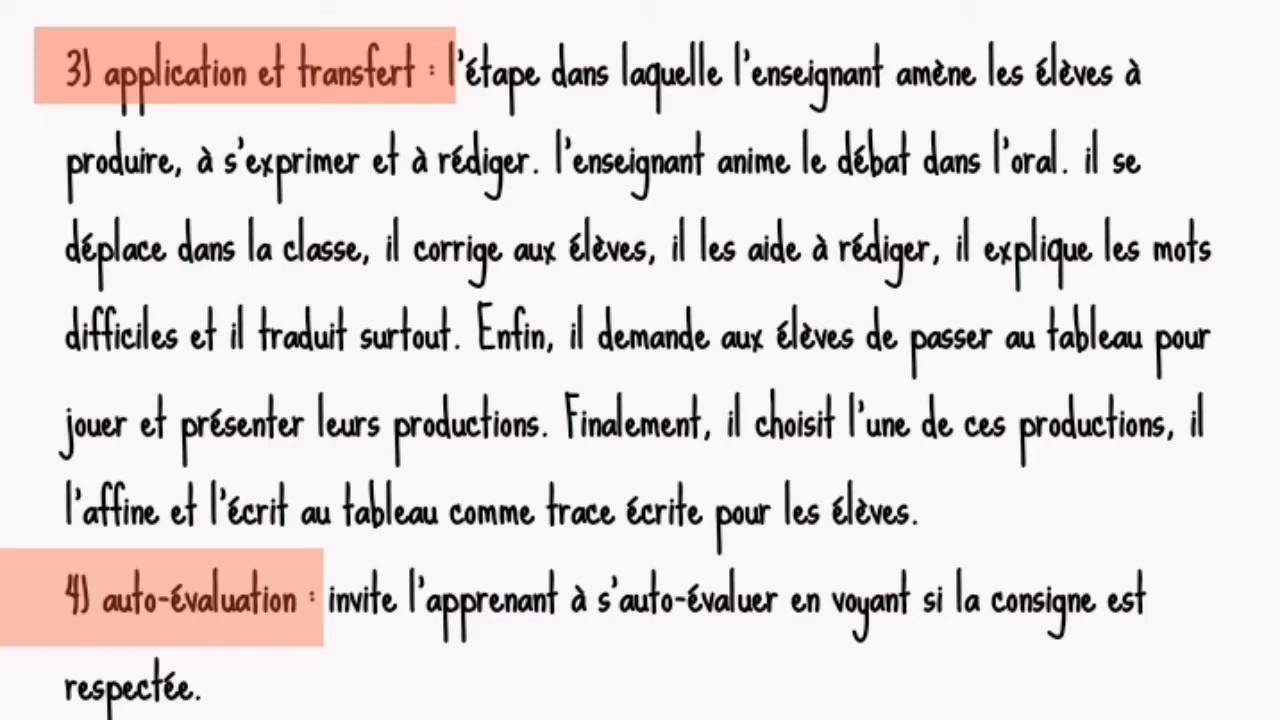 3) application et transfert : l'étape dans laquelle l'enseignant amène les élèves à
produire, à s'exprimer et à rédiger. l'enseignant anime le débat dans l'oral. il se
déplace dans la classe, il corrige aux élèves, il les aide à rédiger, il explique les mots
difficiles et il traduit surtout. Enfin, il demande aux élèves de passer au tableau pour
jouer et présenter leurs productions. Finalement, il choisit l'une de ces productions, il
l'affine et l'écrit au tableau comme trace écrite pour les élèves.
4) auto-évaluation : invite l'apprenant à s'auto-évaluer en voyant si la consigne est
respectée.